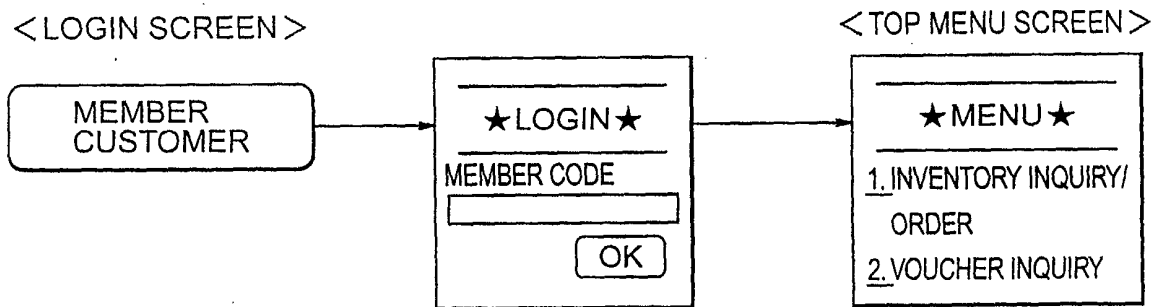 <LOGIN SCREEN>
<TOP MENU SCREEN>
MEMBER
CUSTOMER
★LOGIN★
MEMBER CODE
OK
★MENU★
1. INVENTORY INQUIRY/
ORDER
2. VOUCHER INQUIRY